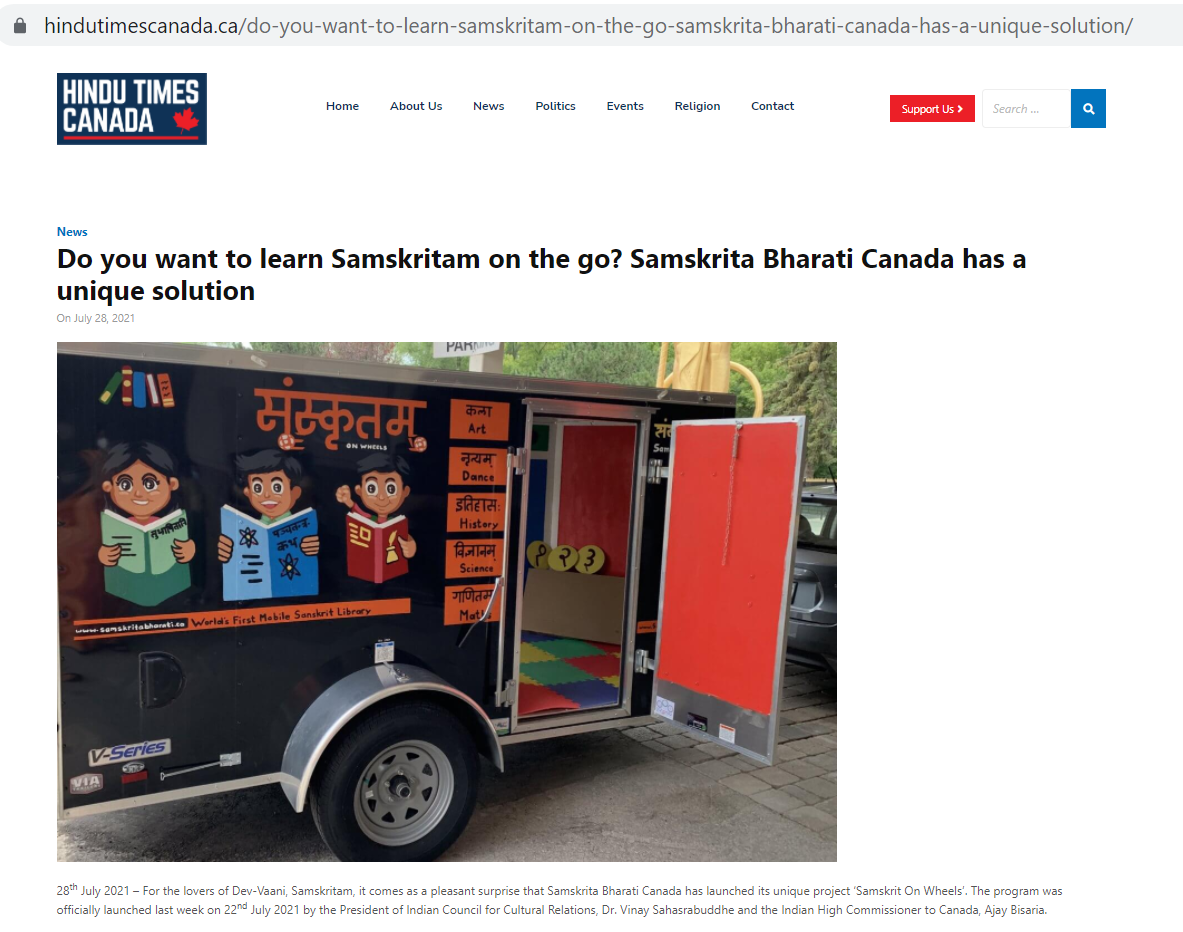 hindutimescanada.ca/do-you-want-to-learn-samskritam-on-the-go-samskrita-bharati-canada-has-a-unique-solution/
HINDU TIMES
CANADA
Home About Us News Politics Events Religion Contact
Support Us
Search ...
News
Do you want to learn Samskritam on the go? Samskrita Bharati Canada has a
unique solution
On July 28, 2021
संस्कृतम्
ON WHEELS
कला
Art
नृत्यम्
Dance
इतिहासः
History
विज्ञानम्
Science
गणितम्
Maths
१ २ ३
www.samskritabharati.ca World's First Mobile Sanskrit Library
V-Series
VIA
28th July 2021 – For the lovers of Dev-Vaani, Samskritam, it comes as a pleasant surprise that Samskrita Bharati Canada has launched its unique project ‘Samskrit On Wheels’. The program was
officially launched last week on 22nd July 2021 by the President of Indian Council for Cultural Relations, Dr. Vinay Sahasrabuddhe and the Indian High Commissioner to Canada, Ajay Bisaria.